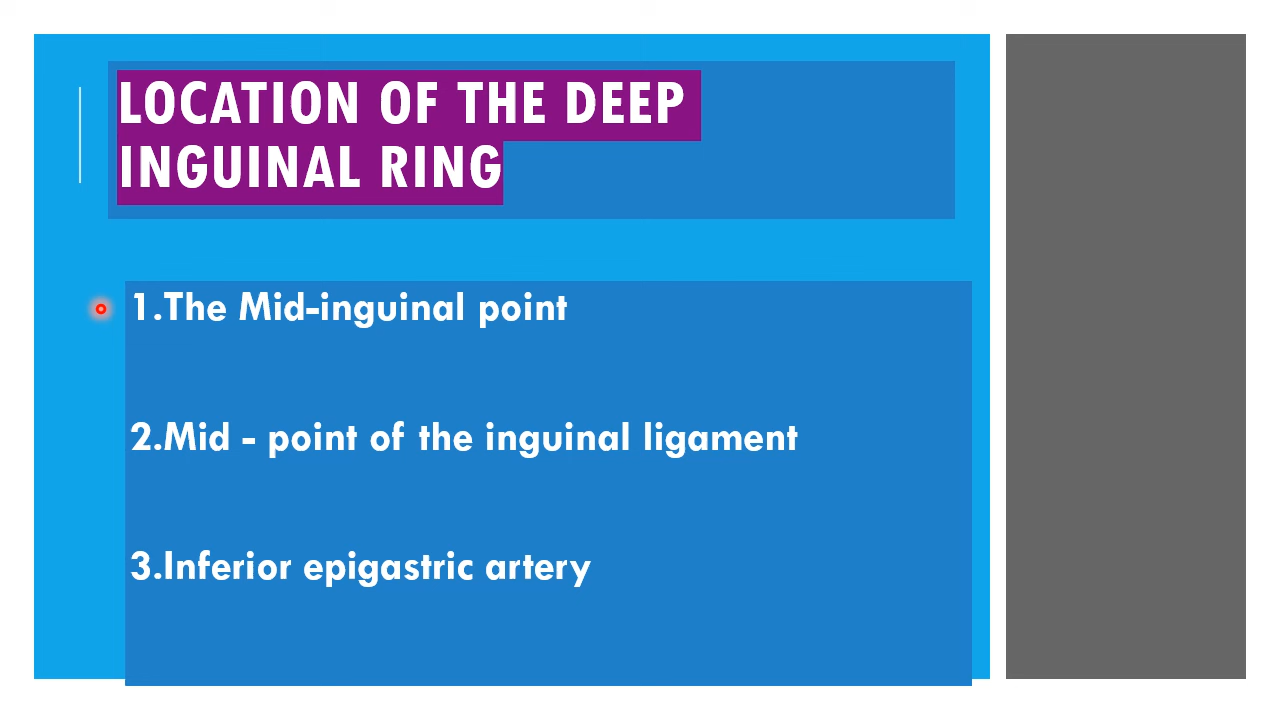 LOCATION OF THE DEEP
INGUINAL RING
1.The Mid-inguinal point
2.Mid - point of the inguinal ligament
3.Inferior epigastric artery